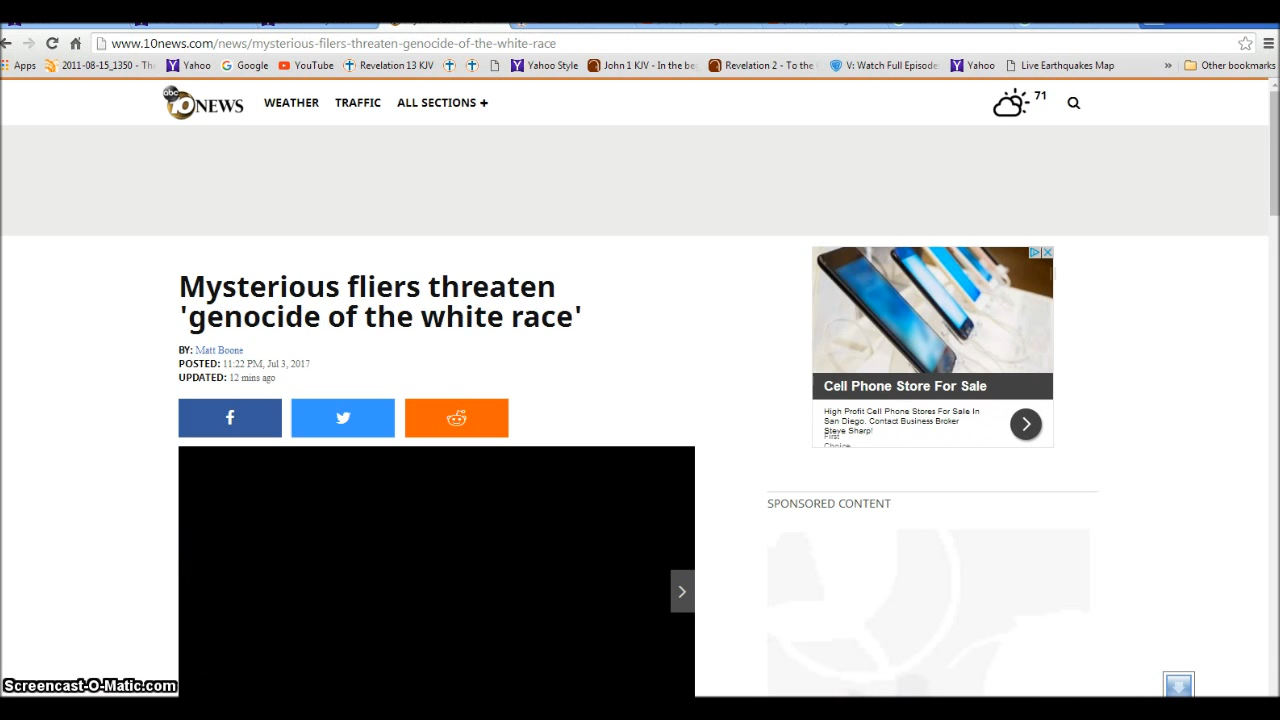 www.10news.com/news/mysterious-filers-threaten-genocide-of-the-white-race
Apps 2011-08-15_1350 - Th Yahoo Google YouTube Revelation 13 KJV Yahoo Style John 1 KJV - In the be Revelation 2 - To the V: Watch Full Episode Yahoo Live Earthquakes Map » Other bookmarks
abc 10NEWS WEATHER TRAFFIC ALL SECTIONS + 71
Mysterious fliers threaten
'genocide of the white race'
BY: Matt Boone
POSTED: 11:22 PM, Jul 3, 2017
UPDATED: 12 mins ago
Cell Phone Store For Sale
High Profit Cell Phone Stores For Sale In
San Diego. Contact Business Broker
Steve Sharp!
First
Choice
SPONSORED CONTENT
Screencast-O-Matic.com